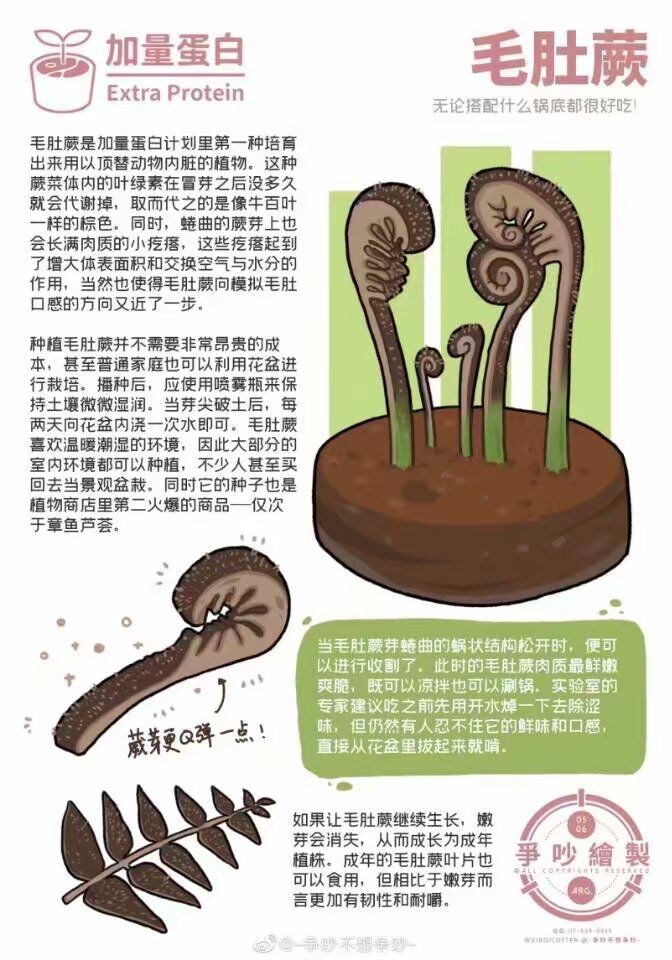 加量蛋白
Extra Protein
毛肚蕨
无论搭配什么锅底都很好吃!
毛肚蕨是加量蛋白计划里第一种培育
出来用以顶替动物内脏的植物。这种
蕨菜体内的叶绿素在冒芽之后没多久
就会代谢掉，取而代之的是像牛百叶
一样的棕色。同时，蜷曲的蕨芽上也
会长满肉质的小疙瘩，这些疙瘩起到
了增大体表面积和交换空气与水分的
作用，当然也使得毛肚蕨向模拟毛肚
口感的方向又近了一步。
种植毛肚蕨并不需要非常昂贵的成
本，甚至普通家庭也可以利用花盆进
行栽培。播种后，应使用喷雾瓶来保
持土壤微微湿润。当芽尖破土后，每
两天向花盆内浇一次水即可。毛肚蕨
喜欢温暖潮湿的环境，因此大部分的
室内环境都可以种植，不少人甚至买
回去当景观盆栽。同时它的种子也是
植物商店里第二火爆的商品——仅次
于章鱼芦荟。
蕨芽梗Q弹一点！
当毛肚蕨芽蜷曲的蜗状结构松开时，便
可以进行收割了。此时的毛肚蕨肉质最鲜嫩
爽脆，既可以凉拌也可以涮锅。实验室的
专家建议吃之前先用开水焯一下去除涩
味，但仍然有人忍不住它的鲜味和口感，
直接从花盆里拔起来就啃。
如果让毛肚蕨继续生长，嫩
芽会消失，从而成长为成年
植株。成年的毛肚蕨叶片也
可以食用，但相比于嫩芽而
言更加有韧性和耐嚼。
05
06
爭吵繪製
©ALL COPYRIGHTS RESERVED
ARG.
WEIBO/LOFTER-@-争吵不想争吵-
@-争吵不想争吵-